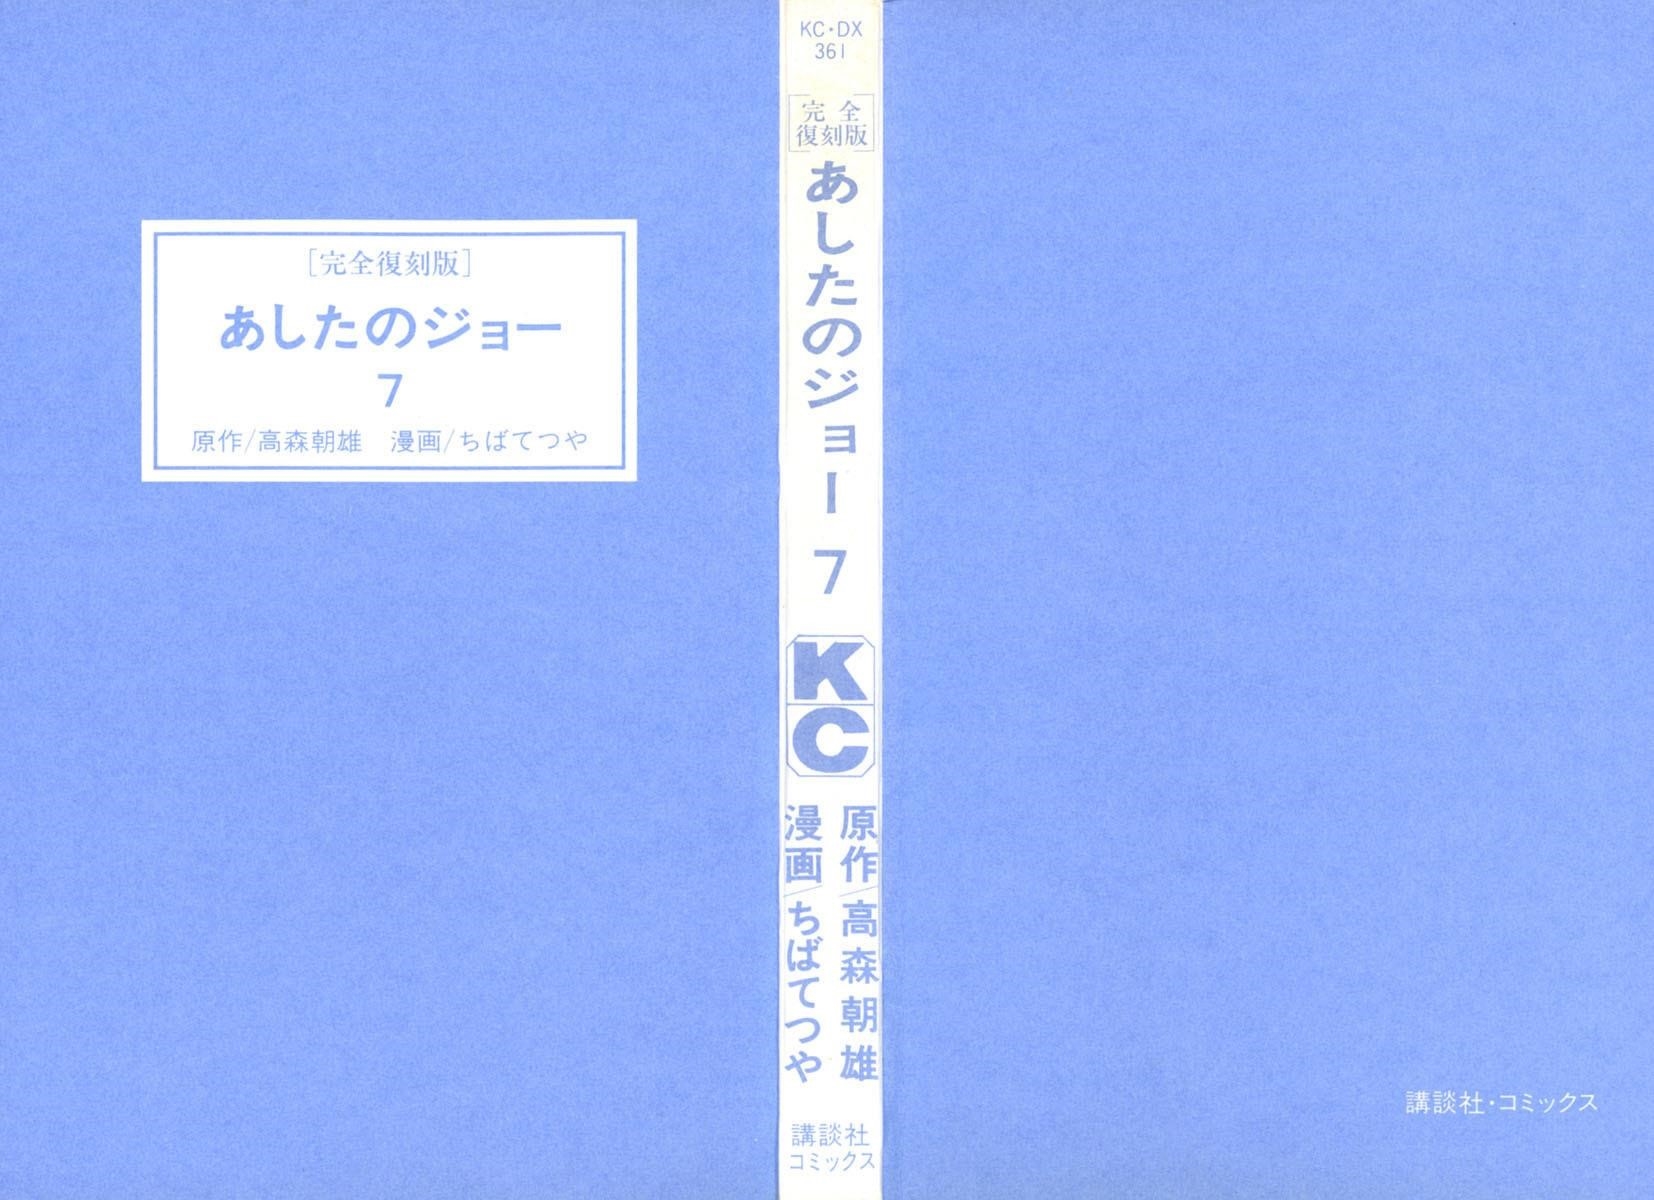 [完全復刻版]
あしたのジョー
7
原作/高森朝雄 漫画/ちばてつや
KC・DX
361
[完全
復刻版]
あしたのジョー 7
KC
原作/高森朝雄
漫画/ちばてつや
講談社
コミックス
講談社・コミックス